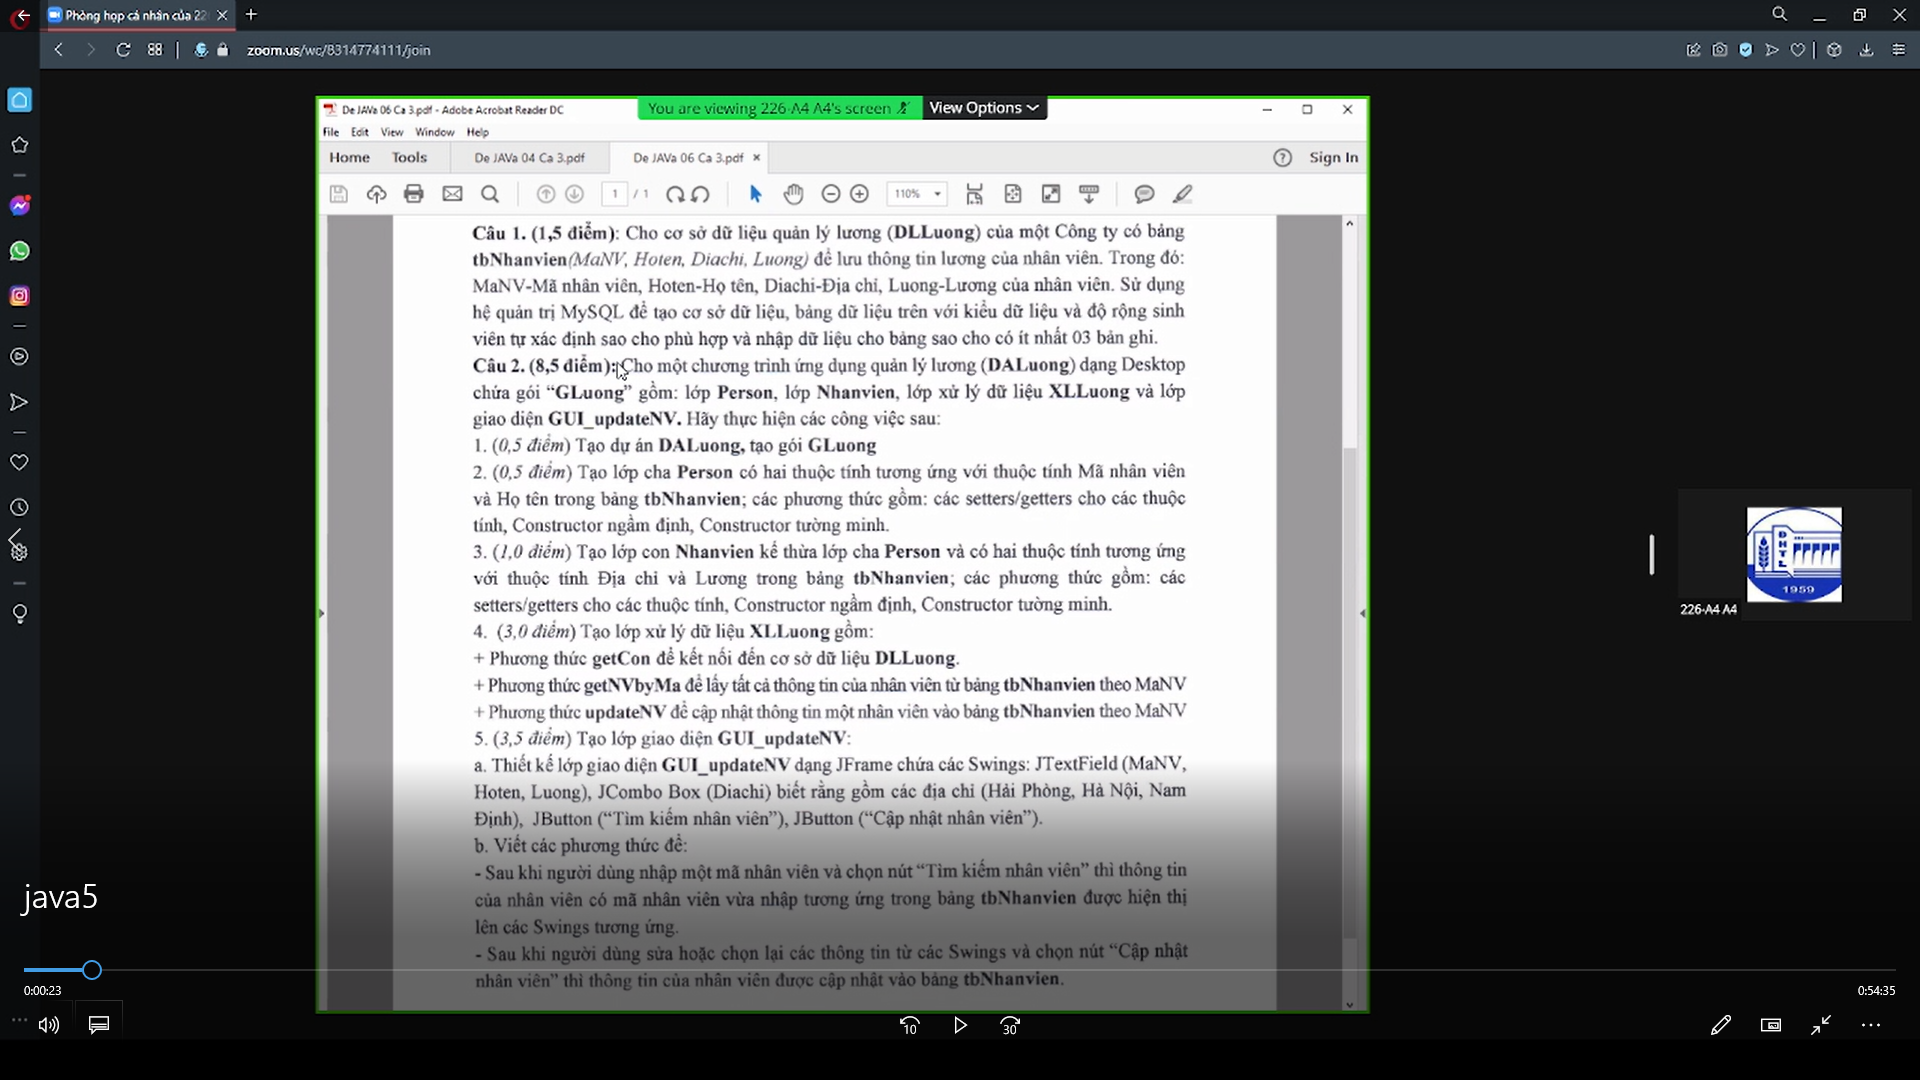 Phòng họp cá nhân của 22
zoom.us/wc/8314774111/join
De JAVa 06 Ca 3.pdf - Adobe Acrobat Reader DC
You are viewing 226-A4 A4's screen
View Options
File Edit View Window Help
Home Tools De JAVa 04 Ca 3.pdf De JAVa 06 Ca 3.pdf Sign In
1 / 1 110%
Câu 1. (1,5 điểm): Cho cơ sở dữ liệu quản lý lương (DLLuong) của một Công ty có bảng
tbNhanvien(MaNV, Hoten, Diachi, Luong) để lưu thông tin lương của nhân viên. Trong đó:
MaNV-Mã nhân viên, Hoten-Họ tên, Diachi-Địa chỉ, Luong-Lương của nhân viên. Sử dụng
hệ quản trị MySQL để tạo cơ sở dữ liệu, bảng dữ liệu trên với kiểu dữ liệu và độ rộng sinh
viên tự xác định sao cho phù hợp và nhập dữ liệu cho bảng sao cho có ít nhất 03 bản ghi.
Câu 2. (8,5 điểm): Cho một chương trình ứng dụng quản lý lương (DALuong) dạng Desktop
chứa gói “GLuong” gồm: lớp Person, lớp Nhanvien, lớp xử lý dữ liệu XLLuong và lớp
giao diện GUI_updateNV. Hãy thực hiện các công việc sau:
1. (0,5 điểm) Tạo dự án DALuong, tạo gói GLuong
2. (0,5 điểm) Tạo lớp cha Person có hai thuộc tính tương ứng với thuộc tính Mã nhân viên
và Họ tên trong bảng tbNhanvien; các phương thức gồm: các setters/getters cho các thuộc
tính, Constructor ngầm định, Constructor tường minh.
3. (1,0 điểm) Tạo lớp con Nhanvien kế thừa lớp cha Person và có hai thuộc tính tương ứng
với thuộc tính Địa chỉ và Lương trong bảng tbNhanvien; các phương thức gồm: các
setters/getters cho các thuộc tính, Constructor ngầm định, Constructor tường minh.
4. (3,0 điểm) Tạo lớp xử lý dữ liệu XLLuong gồm:
+ Phương thức getCon để kết nối đến cơ sở dữ liệu DLLuong.
+ Phương thức getNVbyMa để lấy tất cả thông tin của nhân viên từ bảng tbNhanvien theo MaNV
+ Phương thức updateNV để cập nhật thông tin một nhân viên vào bảng tbNhanvien theo MaNV
5. (3,5 điểm) Tạo lớp giao diện GUI_updateNV:
a. Thiết kế lớp giao diện GUI_updateNV dạng JFrame chứa các Swings: JTextField (MaNV,
Hoten, Luong), JCombo Box (Diachi) biết rằng gồm các địa chỉ (Hải Phòng, Hà Nội, Nam
Định), JButton (“Tìm kiếm nhân viên”), JButton (“Cập nhật nhân viên”).
b. Viết các phương thức để:
- Sau khi người dùng nhập một mã nhân viên và chọn nút “Tìm kiếm nhân viên” thì thông tin
của nhân viên có mã nhân viên vừa nhập tương ứng trong bảng tbNhanvien được hiện thị
lên các Swings tương ứng.
- Sau khi người dùng sửa hoặc chọn lại các thông tin từ các Swings và chọn nút “Cập nhật
nhân viên” thì thông tin của nhân viên được cập nhật vào bảng tbNhanvien.
ĐHTL
1959
226-A4 A4
java5
0:00:23
0:54:35
10
30